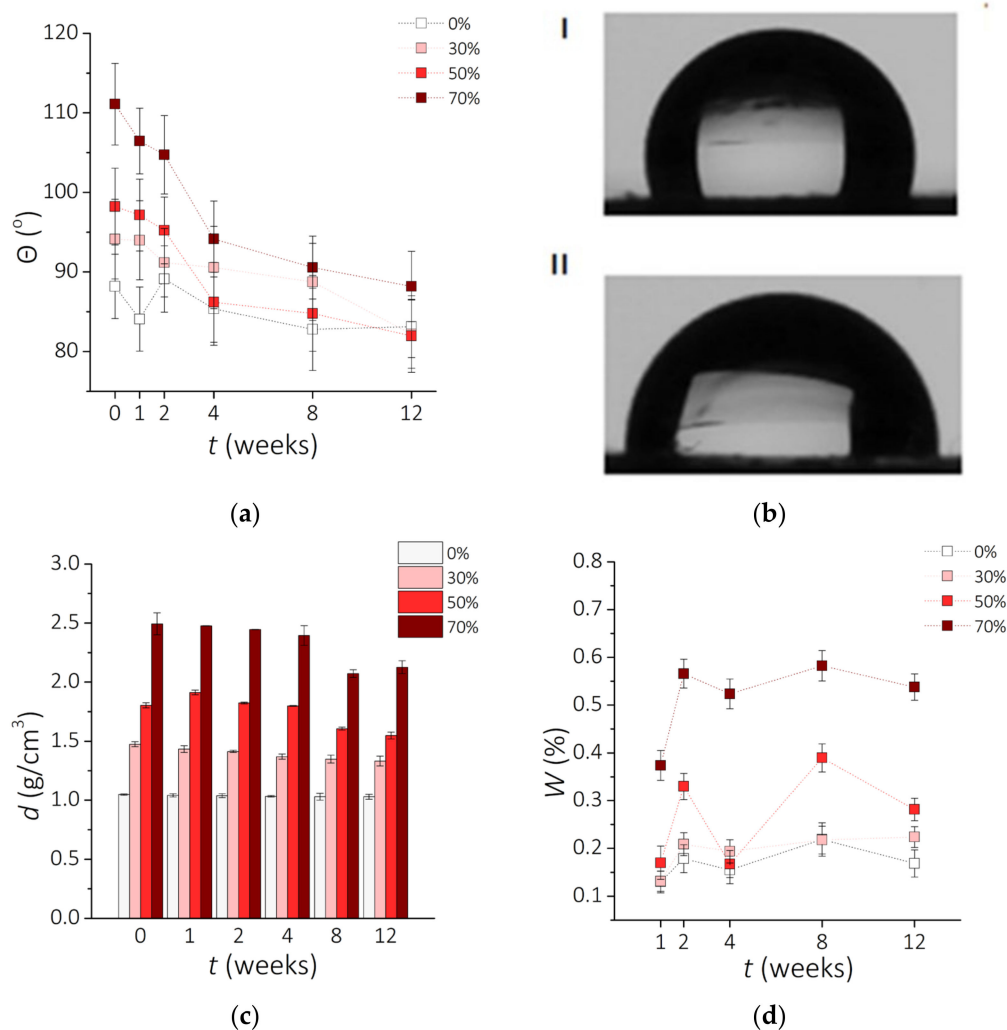 120
110
100
90
80
Θ (°)
0 1 2 4 8 12
t (weeks)
0%
30%
50%
70%
(a)
I
II
(b)
3.0
2.5
2.0
1.5
1.0
0.5
0.0
d (g/cm³)
0 1 2 4 8 12
t (weeks)
0%
30%
50%
70%
(c)
0.8
0.7
0.6
0.5
0.4
0.3
0.2
0.1
W (%)
1 2 4 8 12
t (weeks)
0%
30%
50%
70%
(d)